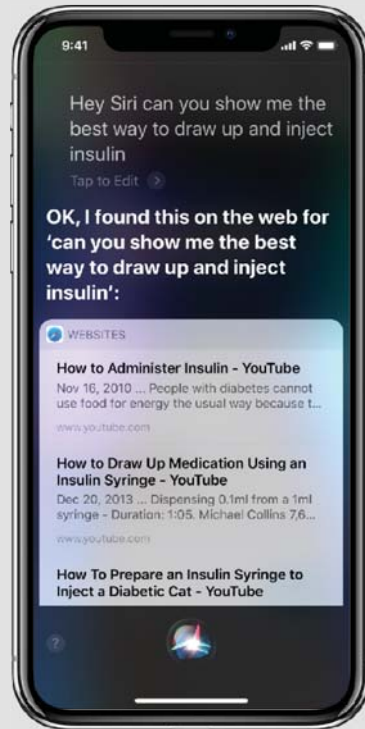 9:41
Hey Siri can you show me the
best way to draw up and inject
insulin
Tap to Edit >
OK, I found this on the web for
‘can you show me the best
way to draw up and inject
insulin’:
WEBSITES
How to Administer Insulin - YouTube
Nov 16, 2010 ... People with diabetes cannot
use food for energy the usual way because t...
www.youtube.com
How to Draw Up Medication Using an
Insulin Syringe - YouTube
Dec 20, 2013 ... Dispensing 0.1ml from a 1ml
syringe - Duration: 1:05. Michael Collins 7,6...
www.youtube.com
How To Prepare an Insulin Syringe to
Inject a Diabetic Cat - YouTube
?